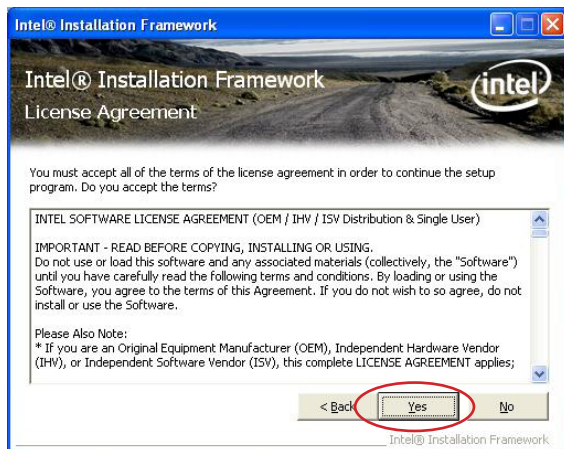 Intel® Installation Framework
Intel® Installation Framework
License Agreement
intel
You must accept all of the terms of the license agreement in order to continue the setup
program. Do you accept the terms?
INTEL SOFTWARE LICENSE AGREEMENT (OEM / IHV / ISV Distribution & Single User)
IMPORTANT - READ BEFORE COPYING, INSTALLING OR USING.
Do not use or load this software and any associated materials (collectively, the "Software")
until you have carefully read the following terms and conditions. By loading or using the
Software, you agree to the terms of this Agreement. If you do not wish to so agree, do not
install or use the Software.
Please Also Note:
* If you are an Original Equipment Manufacturer (OEM), Independent Hardware Vendor
(IHV), or Independent Software Vendor (ISV), this complete LICENSE AGREEMENT applies;
< Back Yes No
Intel® Installation Framework